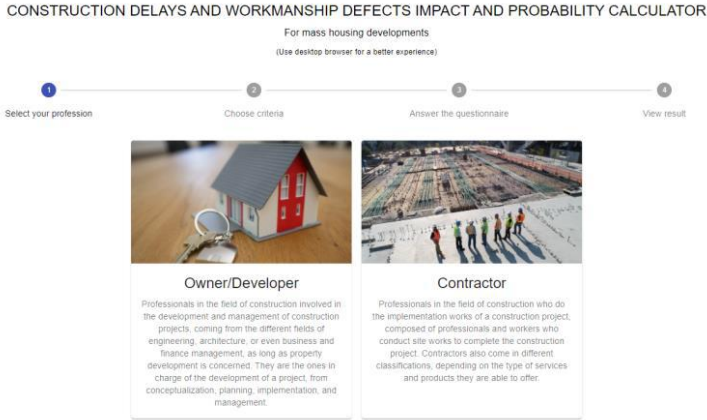 CONSTRUCTION DELAYS AND WORKMANSHIP DEFECTS IMPACT AND PROBABILITY CALCULATOR
For mass housing developments
(Use desktop browser for a better experience)
1 2 3 4
Select your profession Choose criteria Answer the questionnaire View result
Owner/Developer
Professionals in the field of construction involved in
the development and management of construction
projects, coming from the different fields of
engineering, architecture, or even business and
finance management, as long as property
development is concerned. They are the ones in
charge of the development of a project, from
conceptualization, planning, implementation, and
management.
Contractor
Professionals in the field of construction who do
the implementation works of a construction project,
composed of professionals and workers who
conduct site works to complete the construction
project. Contractors also come in different
classifications, depending on the type of services
and products they are able to offer.